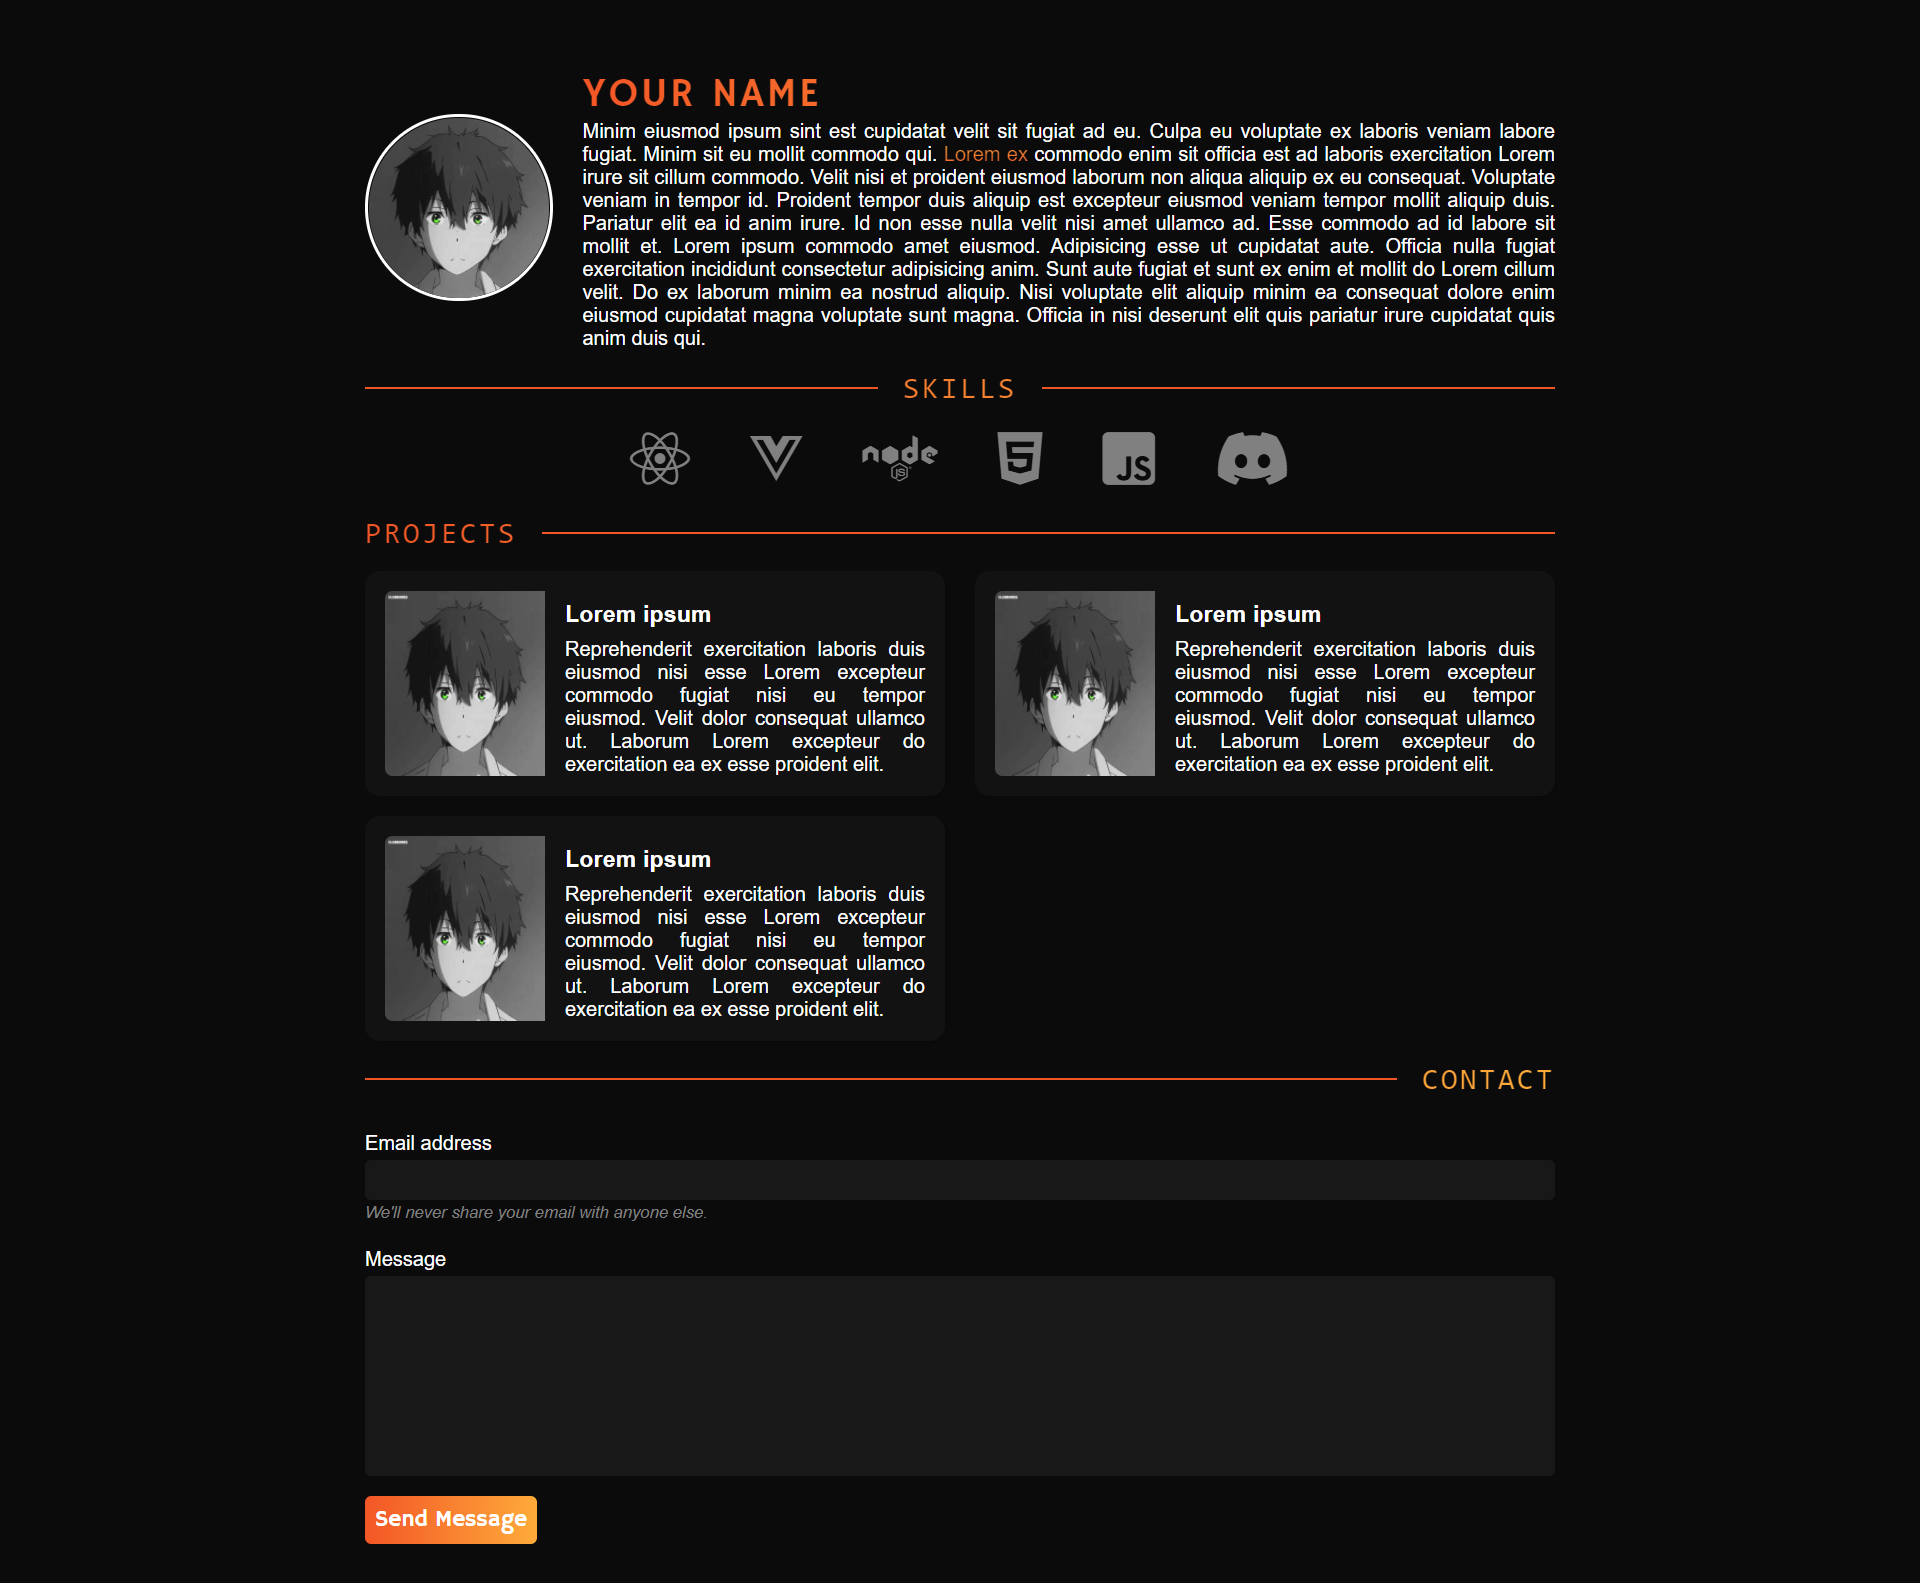 YOUR NAME
Minim eiusmod ipsum sint est cupidatat velit sit fugiat ad eu. Culpa eu voluptate ex laboris veniam labore
fugiat. Minim sit eu mollit commodo qui. Lorem ex commodo enim sit officia est ad laboris exercitation Lorem
irure sit cillum commodo. Velit nisi et proident eiusmod laborum non aliqua aliquip ex eu consequat. Voluptate
veniam in tempor id. Proident tempor duis aliquip est excepteur eiusmod veniam tempor mollit aliquip duis.
Pariatur elit ea id anim irure. Id non esse nulla velit nisi amet ullamco ad. Esse commodo ad id labore sit
mollit et. Lorem ipsum commodo amet eiusmod. Adipisicing esse ut cupidatat aute. Officia nulla fugiat
exercitation incididunt consectetur adipisicing anim. Sunt aute fugiat et sunt ex enim et mollit do Lorem cillum
velit. Do ex laborum minim ea nostrud aliquip. Nisi voluptate elit aliquip minim ea consequat dolore enim
eiusmod cupidatat magna voluptate sunt magna. Officia in nisi deserunt elit quis pariatur irure cupidatat quis
anim duis qui.
SKILLS
node
JS
5
JS
PROJECTS
Lorem ipsum
Reprehenderit exercitation laboris duis
eiusmod nisi esse Lorem excepteur
commodo fugiat nisi eu tempor
eiusmod. Velit dolor consequat ullamco
ut. Laborum Lorem excepteur do
exercitation ea ex esse proident elit.
Lorem ipsum
Reprehenderit exercitation laboris duis
eiusmod nisi esse Lorem excepteur
commodo fugiat nisi eu tempor
eiusmod. Velit dolor consequat ullamco
ut. Laborum Lorem excepteur do
exercitation ea ex esse proident elit.
Lorem ipsum
Reprehenderit exercitation laboris duis
eiusmod nisi esse Lorem excepteur
commodo fugiat nisi eu tempor
eiusmod. Velit dolor consequat ullamco
ut. Laborum Lorem excepteur do
exercitation ea ex esse proident elit.
CONTACT
Email address
We'll never share your email with anyone else.
Message
Send Message